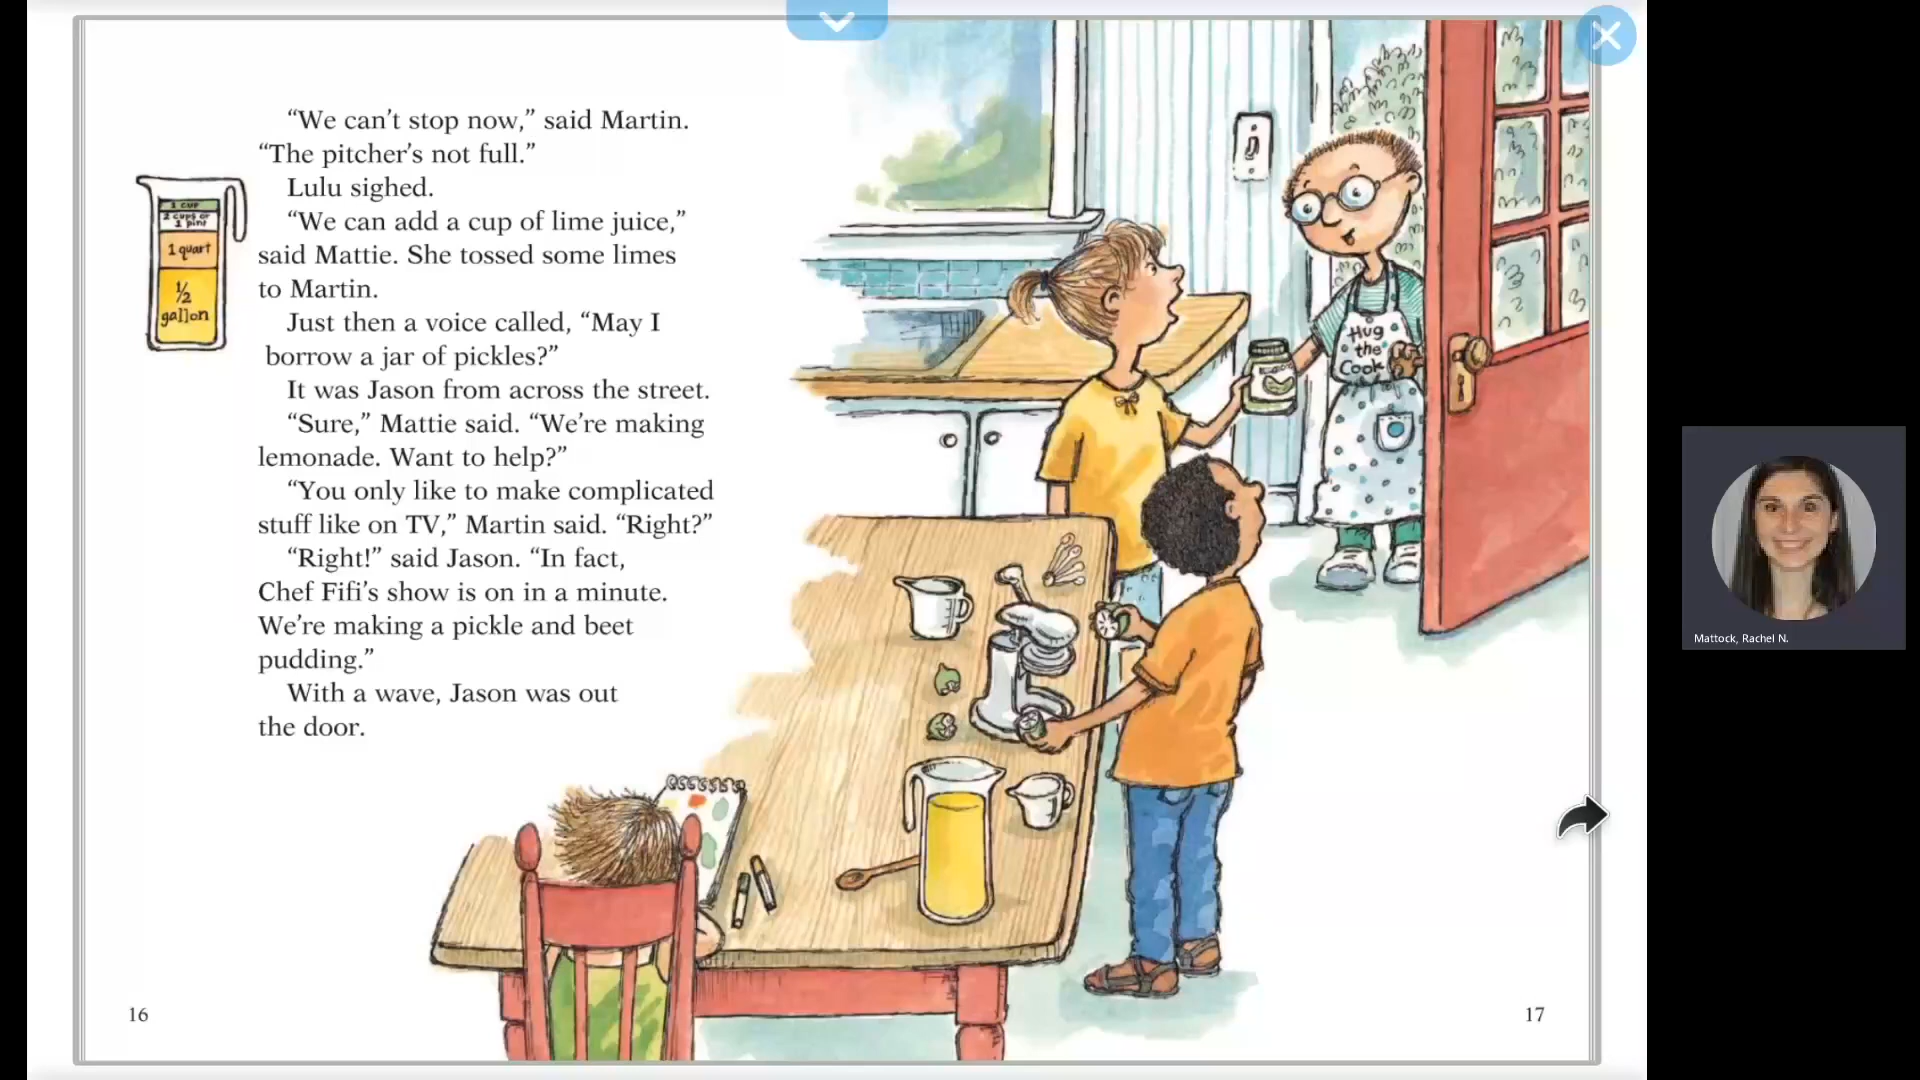 “We can’t stop now,” said Martin.
“The pitcher’s not full.”
Lulu sighed.
“We can add a cup of lime juice,”
said Mattie. She tossed some limes
to Martin.
Just then a voice called, “May I
borrow a jar of pickles?”
It was Jason from across the street.
“Sure,” Mattie said. “We’re making
lemonade. Want to help?”
“You only like to make complicated
stuff like on TV,” Martin said. “Right?”
“Right!” said Jason. “In fact,
Chef Fifi’s show is on in a minute.
We’re making a pickle and beet
pudding.”
With a wave, Jason was out
the door.
1 cup
2 cups or
1 pint
1 quart
½
gallon
16
Hug
the
Cook
17
Mattock, Rachel N.